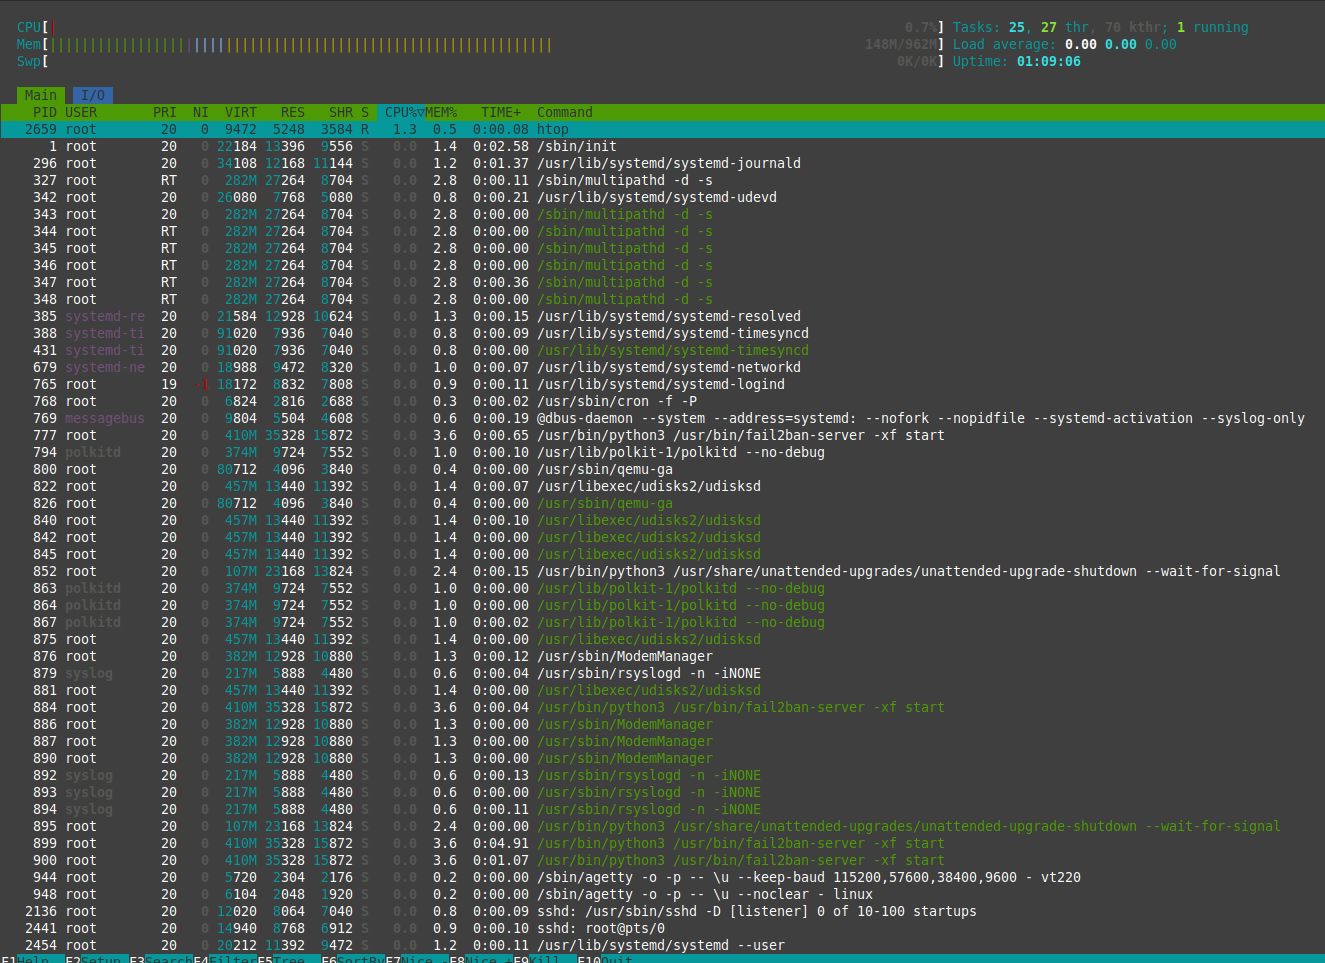 CPU[| 0.7%] Tasks: 25, 27 thr, 70 kthr; 1 running
Mem[||||||||||||||||||||||||||||||||||||||||||||||||||||||||||||||| 148M/962M] Load average: 0.00 0.00 0.00
Swp[ 0K/0K] Uptime: 01:09:06
Main I/O
PID USER PRI NI VIRT RES SHR S CPU%▽MEM% TIME+ Command
2659 root 20 0 9472 5248 3584 R 1.3 0.5 0:00.08 htop
1 root 20 0 22184 13396 9556 S 0.0 1.4 0:02.58 /sbin/init
296 root 20 0 34108 12168 11144 S 0.0 1.2 0:01.37 /usr/lib/systemd/systemd-journald
327 root RT 0 282M 27264 8704 S 0.0 2.8 0:00.11 /sbin/multipathd -d -s
342 root 20 0 26080 7768 5080 S 0.0 0.8 0:00.21 /usr/lib/systemd/systemd-udevd
343 root 20 0 282M 27264 8704 S 0.0 2.8 0:00.00 /sbin/multipathd -d -s
344 root RT 0 282M 27264 8704 S 0.0 2.8 0:00.00 /sbin/multipathd -d -s
345 root RT 0 282M 27264 8704 S 0.0 2.8 0:00.00 /sbin/multipathd -d -s
346 root RT 0 282M 27264 8704 S 0.0 2.8 0:00.00 /sbin/multipathd -d -s
347 root RT 0 282M 27264 8704 S 0.0 2.8 0:00.36 /sbin/multipathd -d -s
348 root RT 0 282M 27264 8704 S 0.0 2.8 0:00.00 /sbin/multipathd -d -s
385 systemd-re 20 0 21584 12928 10624 S 0.0 1.3 0:00.15 /usr/lib/systemd/systemd-resolved
388 systemd-ti 20 0 91020 7936 7040 S 0.0 0.8 0:00.09 /usr/lib/systemd/systemd-timesyncd
431 systemd-ti 20 0 91020 7936 7040 S 0.0 0.8 0:00.00 /usr/lib/systemd/systemd-timesyncd
679 systemd-ne 20 0 18988 9472 8320 S 0.0 1.0 0:00.07 /usr/lib/systemd/systemd-networkd
765 root 19 -1 18172 8832 7808 S 0.0 0.9 0:00.11 /usr/lib/systemd/systemd-logind
768 root 20 0 6824 2816 2688 S 0.0 0.3 0:00.02 /usr/sbin/cron -f -P
769 messagebus 20 0 9804 5504 4608 S 0.0 0.6 0:00.19 @dbus-daemon --system --address=systemd: --nofork --nopidfile --systemd-activation --syslog-only
777 root 20 0 410M 35328 15872 S 0.0 3.6 0:00.65 /usr/bin/python3 /usr/bin/fail2ban-server -xf start
794 polkitd 20 0 374M 9724 7552 S 0.0 1.0 0:00.10 /usr/lib/polkit-1/polkitd --no-debug
800 root 20 0 80712 4096 3840 S 0.0 0.4 0:00.00 /usr/sbin/qemu-ga
822 root 20 0 457M 13440 11392 S 0.0 1.4 0:00.07 /usr/libexec/udisks2/udisksd
826 root 20 0 80712 4096 3840 S 0.0 0.4 0:00.00 /usr/sbin/qemu-ga
840 root 20 0 457M 13440 11392 S 0.0 1.4 0:00.10 /usr/libexec/udisks2/udisksd
842 root 20 0 457M 13440 11392 S 0.0 1.4 0:00.00 /usr/libexec/udisks2/udisksd
845 root 20 0 457M 13440 11392 S 0.0 1.4 0:00.00 /usr/libexec/udisks2/udisksd
852 root 20 0 107M 23168 13824 S 0.0 2.4 0:00.15 /usr/bin/python3 /usr/share/unattended-upgrades/unattended-upgrade-shutdown --wait-for-signal
863 polkitd 20 0 374M 9724 7552 S 0.0 1.0 0:00.00 /usr/lib/polkit-1/polkitd --no-debug
864 polkitd 20 0 374M 9724 7552 S 0.0 1.0 0:00.00 /usr/lib/polkit-1/polkitd --no-debug
867 polkitd 20 0 374M 9724 7552 S 0.0 1.0 0:00.02 /usr/lib/polkit-1/polkitd --no-debug
875 root 20 0 457M 13440 11392 S 0.0 1.4 0:00.00 /usr/libexec/udisks2/udisksd
876 root 20 0 382M 12928 10880 S 0.0 1.3 0:00.12 /usr/sbin/ModemManager
879 syslog 20 0 217M 5888 4480 S 0.0 0.6 0:00.04 /usr/sbin/rsyslogd -n -iNONE
881 root 20 0 457M 13440 11392 S 0.0 1.4 0:00.00 /usr/libexec/udisks2/udisksd
884 root 20 0 410M 35328 15872 S 0.0 3.6 0:00.04 /usr/bin/python3 /usr/bin/fail2ban-server -xf start
886 root 20 0 382M 12928 10880 S 0.0 1.3 0:00.00 /usr/sbin/ModemManager
887 root 20 0 382M 12928 10880 S 0.0 1.3 0:00.00 /usr/sbin/ModemManager
890 root 20 0 382M 12928 10880 S 0.0 1.3 0:00.00 /usr/sbin/ModemManager
892 syslog 20 0 217M 5888 4480 S 0.0 0.6 0:00.13 /usr/sbin/rsyslogd -n -iNONE
893 syslog 20 0 217M 5888 4480 S 0.0 0.6 0:00.00 /usr/sbin/rsyslogd -n -iNONE
894 syslog 20 0 217M 5888 4480 S 0.0 0.6 0:00.11 /usr/sbin/rsyslogd -n -iNONE
895 root 20 0 107M 23168 13824 S 0.0 2.4 0:00.00 /usr/bin/python3 /usr/share/unattended-upgrades/unattended-upgrade-shutdown --wait-for-signal
899 root 20 0 410M 35328 15872 S 0.0 3.6 0:04.91 /usr/bin/python3 /usr/bin/fail2ban-server -xf start
900 root 20 0 410M 35328 15872 S 0.0 3.6 0:01.07 /usr/bin/python3 /usr/bin/fail2ban-server -xf start
944 root 20 0 5720 2304 2176 S 0.0 0.2 0:00.00 /sbin/agetty -o -p -- \u --keep-baud 115200,57600,38400,9600 - vt220
948 root 20 0 6104 2048 1920 S 0.0 0.2 0:00.00 /sbin/agetty -o -p -- \u --noclear - linux
2136 root 20 0 12020 8064 7040 S 0.0 0.8 0:00.09 sshd: /usr/sbin/sshd -D [listener] 0 of 10-100 startups
2441 root 20 0 14940 8768 6912 S 0.0 0.9 0:00.10 sshd: root@pts/0
2454 root 20 0 20212 11392 9472 S 0.0 1.2 0:00.11 /usr/lib/systemd/systemd --user
F1Help F2Setup F3SearchF4FilterF5Tree F6SortByF7Nice -F8Nice +F9Kill F10Quit